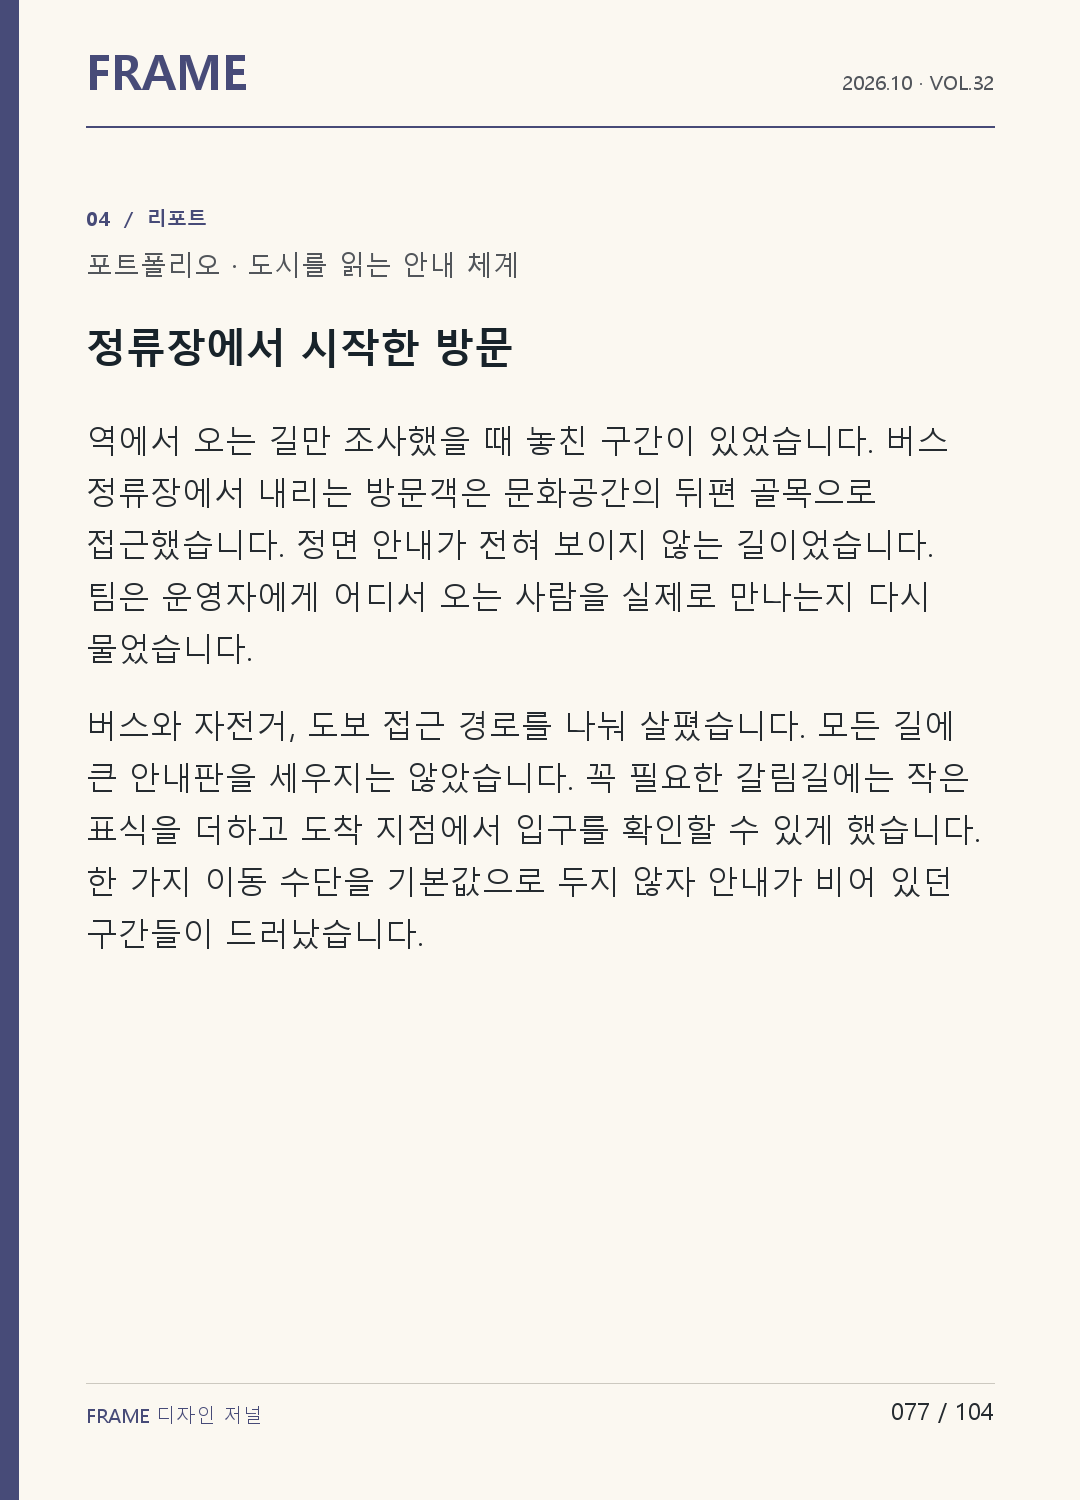 FRAME
2026.10 · VOL.32
04 / 리포트
포트폴리오 · 도시를 읽는 안내 체계
정류장에서 시작한 방문
역에서 오는 길만 조사했을 때 놓친 구간이 있었습니다. 버스
정류장에서 내리는 방문객은 문화공간의 뒤편 골목으로
접근했습니다. 정면 안내가 전혀 보이지 않는 길이었습니다.
팀은 운영자에게 어디서 오는 사람을 실제로 만나는지 다시
물었습니다.
버스와 자전거, 도보 접근 경로를 나눠 살폈습니다. 모든 길에
큰 안내판을 세우지는 않았습니다. 꼭 필요한 갈림길에는 작은
표식을 더하고 도착 지점에서 입구를 확인할 수 있게 했습니다.
한 가지 이동 수단을 기본값으로 두지 않자 안내가 비어 있던
구간들이 드러났습니다.
FRAME 디자인 저널
077 / 104